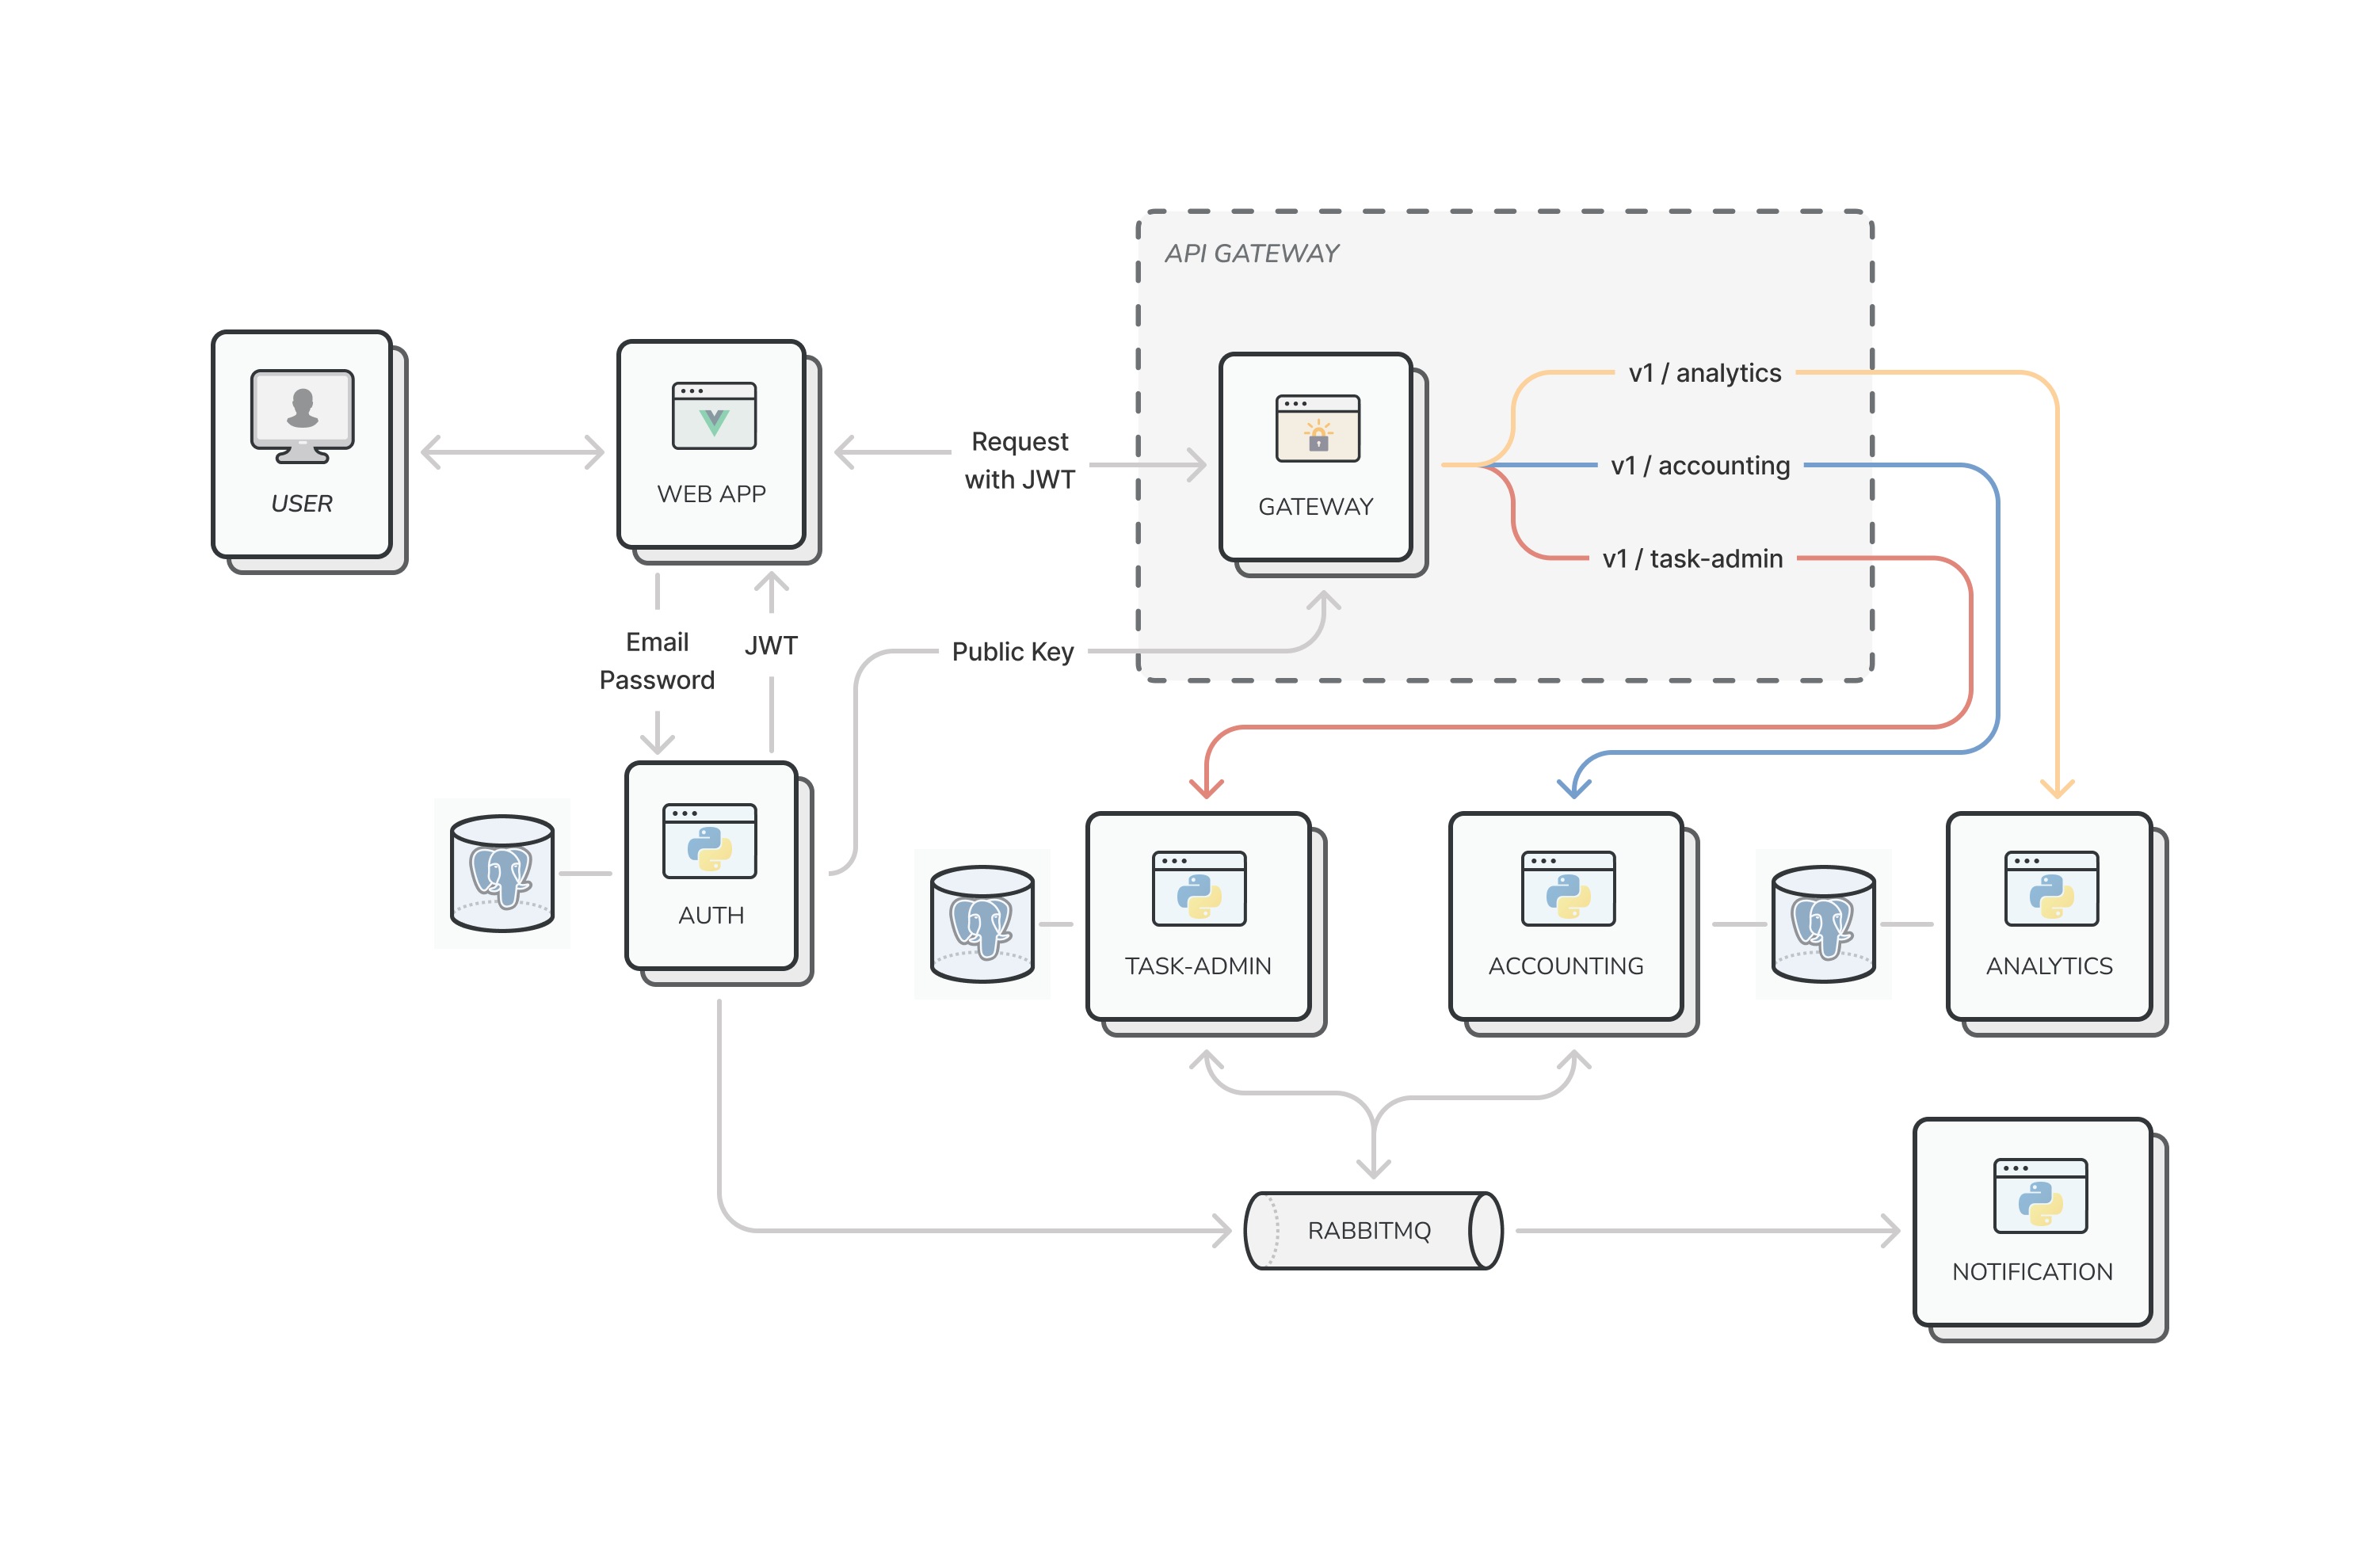 API GATEWAY
USER
WEB APP
Request
with JWT
GATEWAY
v1 / analytics
v1 / accounting
v1 / task-admin
Email
Password
JWT
Public Key
AUTH
TASK-ADMIN
ACCOUNTING
ANALYTICS
RABBITMQ
NOTIFICATION